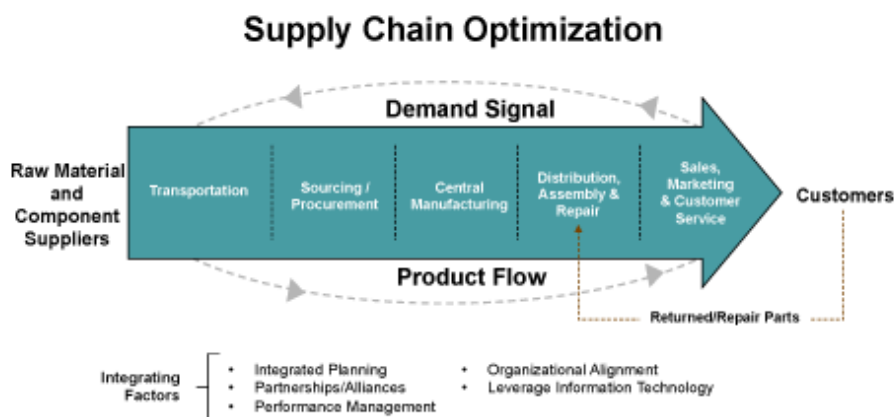 Supply Chain Optimization
Demand Signal
Raw Material
and
Component
Suppliers
Transportation
Sourcing /
Procurement
Central
Manufacturing
Distribution,
Assembly &
Repair
Sales,
Marketing
& Customer
Service
Customers
Product Flow
Returned/Repair Parts
Integrating
Factors
• Integrated Planning
• Partnerships/Alliances
• Performance Management
• Organizational Alignment
• Leverage Information Technology